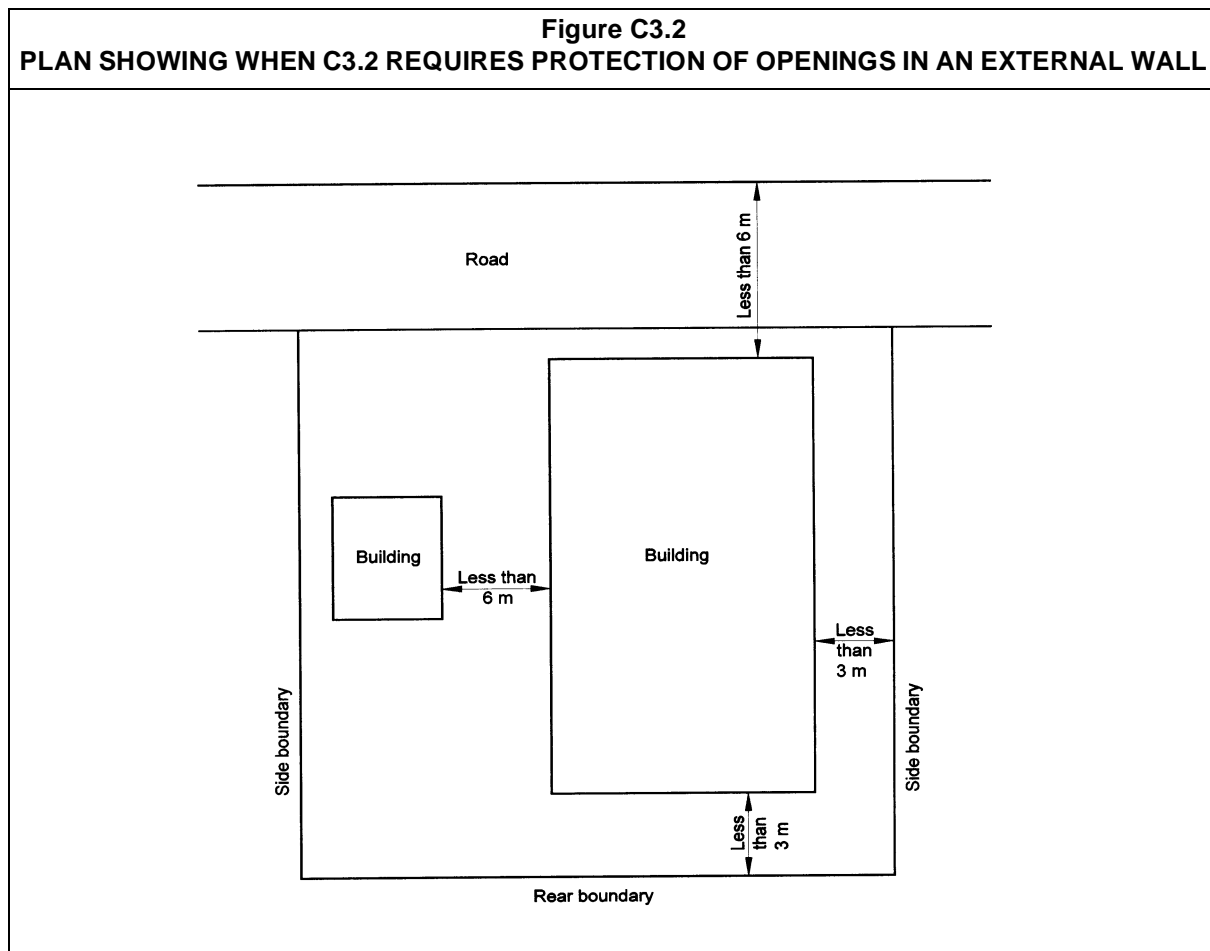 Figure C3.2
PLAN SHOWING WHEN C3.2 REQUIRES PROTECTION OF OPENINGS IN AN EXTERNAL WALL
Less than 6 m
Road
Building
Building
Less than
6 m
Less
than
3 m
Side boundary
Side boundary
Less
than
3 m
Rear boundary